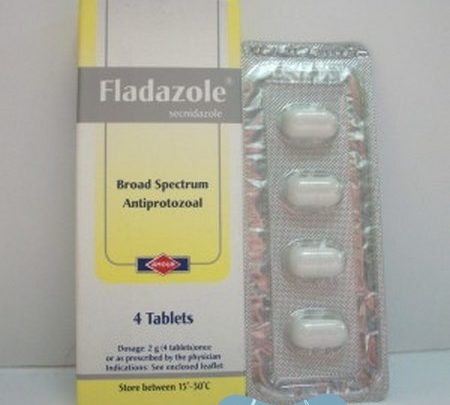 Fladazole®
secnidazole
Broad Spectrum
Antiprotozoal
AMOUN
4 Tablets
Dosage: 2 g (4 tablets)once
or as prescribed by the physician
Indications: See enclosed leaflet
Store between 15°-30°C